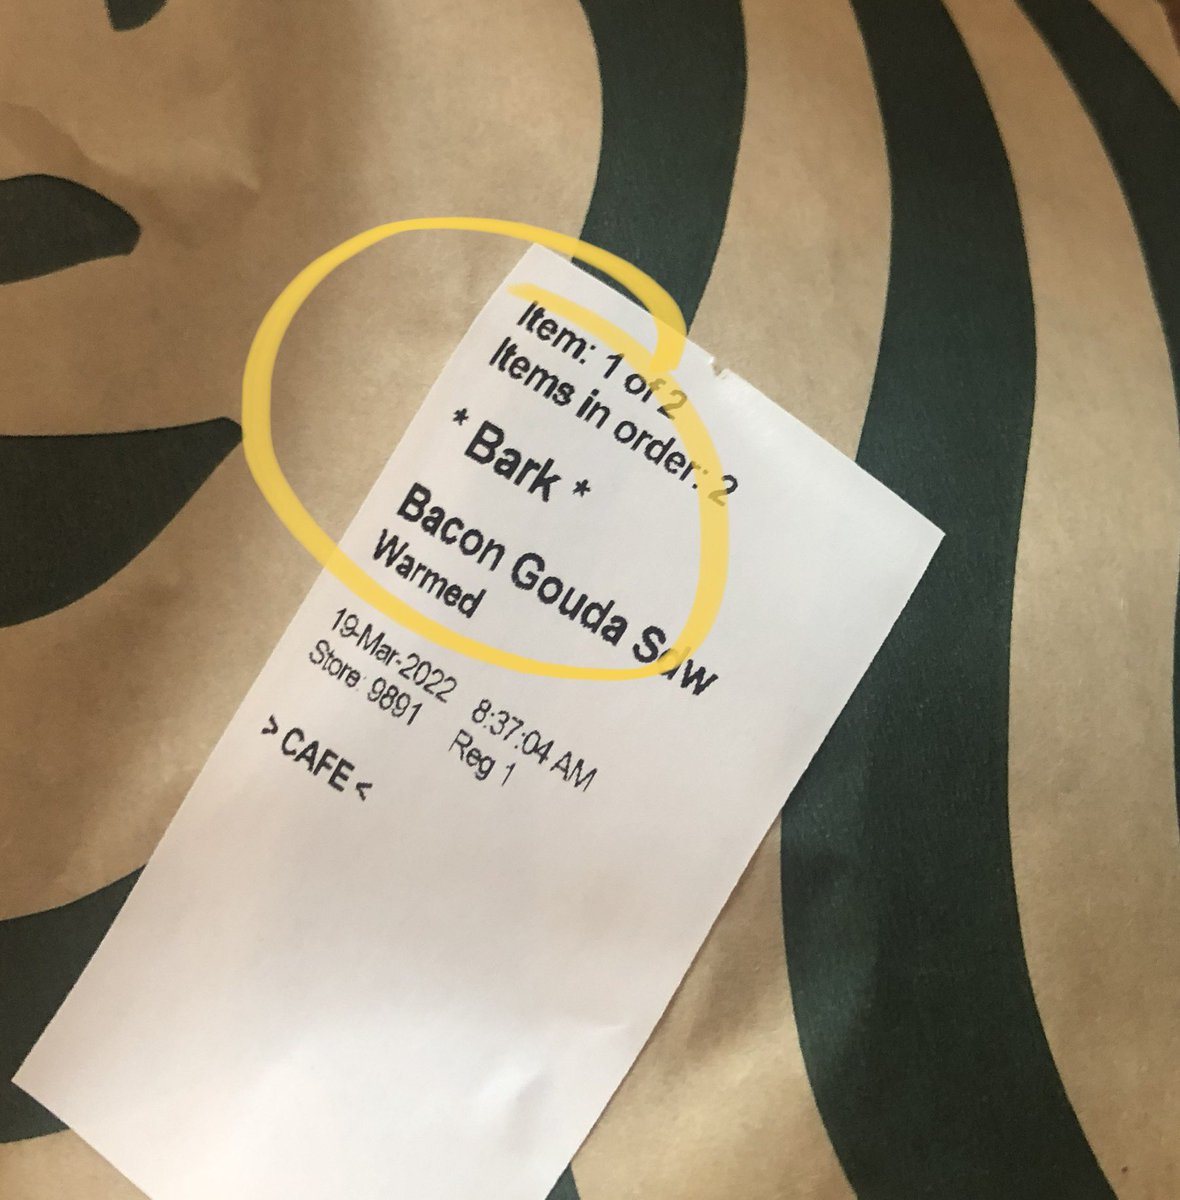 Item: 1 of 2
Items in order: 2
* Bark *
Bacon Gouda Sdw
Warmed
19-Mar-2022 8:37:04 AM
Store: 9891 Reg 1
> CAFE <